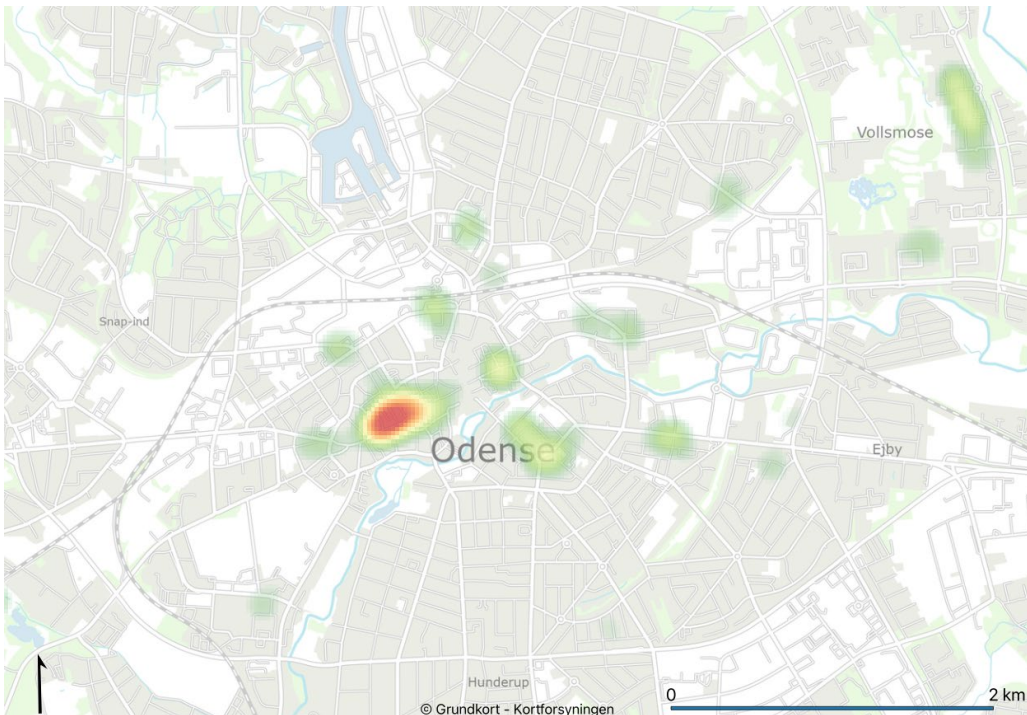 Vollsmose
Snap-ind
Odense
Ejby
Hunderup
0 2 km
© Grundkort - Kortforsyningen